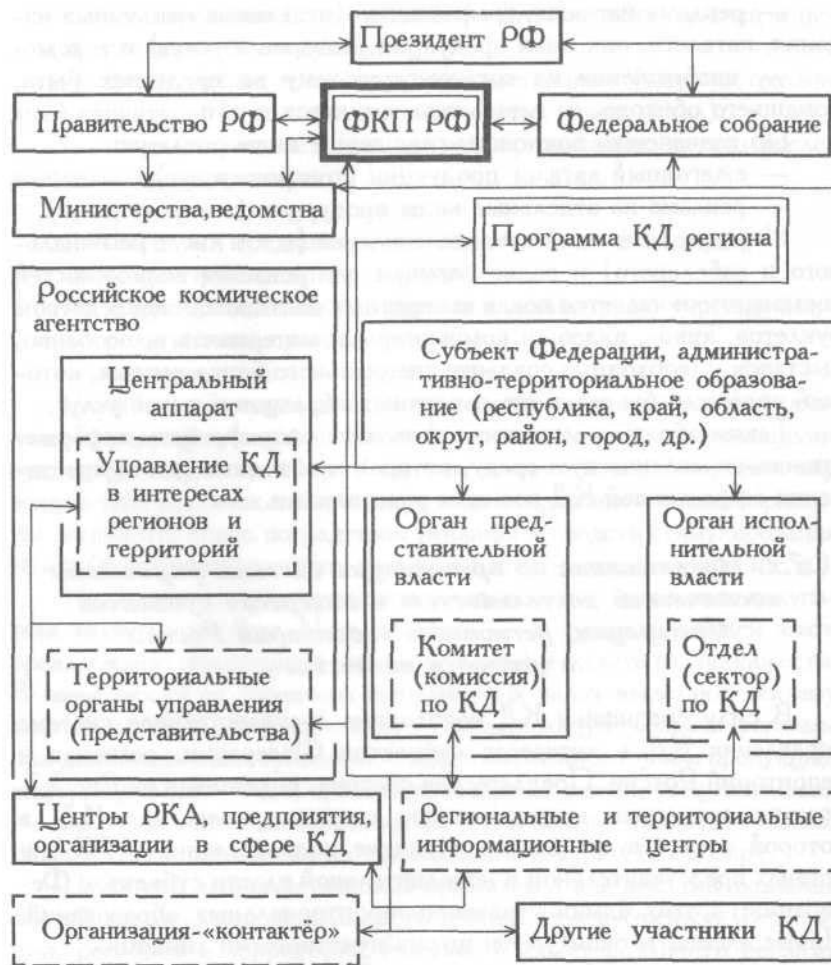 Президент РФ
Правительство РФ
ФКП РФ
Федеральное собрание
Министерства,ведомства
Программа КД региона
Российское космическое
агентство
Центральный
аппарат
Управление КД
в интересах
регионов и
территорий
Субъект Федерации, администра-
тивно-территориальное образова-
ние (республика, край, область,
округ, район, город, др.)
Орган пред-
ставительной
власти
Орган испол-
нительной
власти
Комитет
(комиссия)
по КД
Отдел
(сектор)
по КД
Территориальные
органы управления
(представительства)
Центры РКА, предприятия,
организации в сфере КД
Региональные и территориальные
информационные центры
Организация-«контактёр»
Другие участники КД